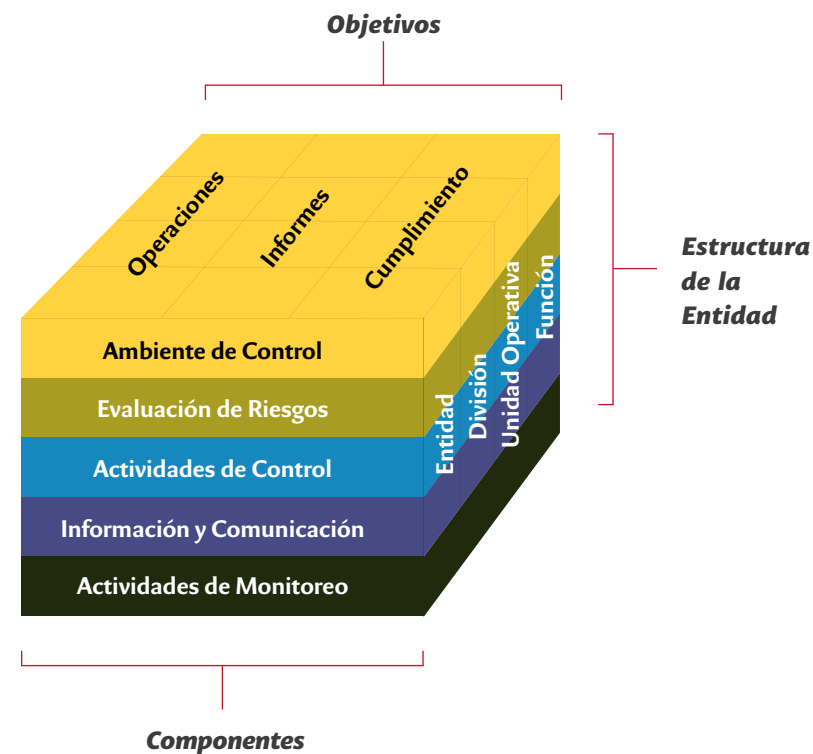 Objetivos
Operaciones
Informes
Cumplimiento
Estructura
de la
Entidad
Ambiente de Control
Evaluación de Riesgos
Actividades de Control
Información y Comunicación
Actividades de Monitoreo
Entidad
División
Unidad Operativa
Función
Componentes